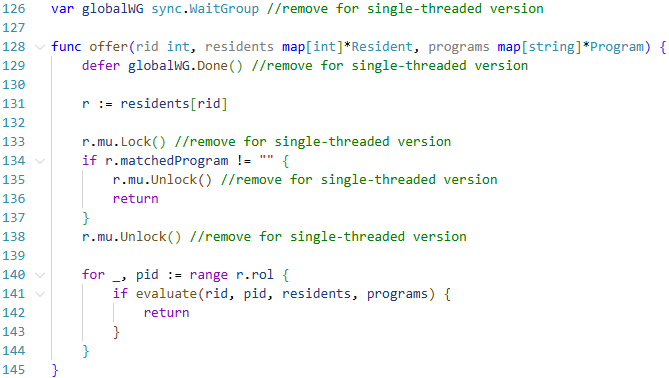 126 var globalWG sync.WaitGroup //remove for single-threaded version
127
128 func offer(rid int, residents map[int]*Resident, programs map[string]*Program) {
129     defer globalWG.Done() //remove for single-threaded version
130
131     r := residents[rid]
132
133     r.mu.Lock() //remove for single-threaded version
134     if r.matchedProgram != "" {
135         r.mu.Unlock() //remove for single-threaded version
136         return
137     }
138     r.mu.Unlock() //remove for single-threaded version
139
140     for _, pid := range r.rol {
141         if evaluate(rid, pid, residents, programs) {
142             return
143         }
144     }
145 }